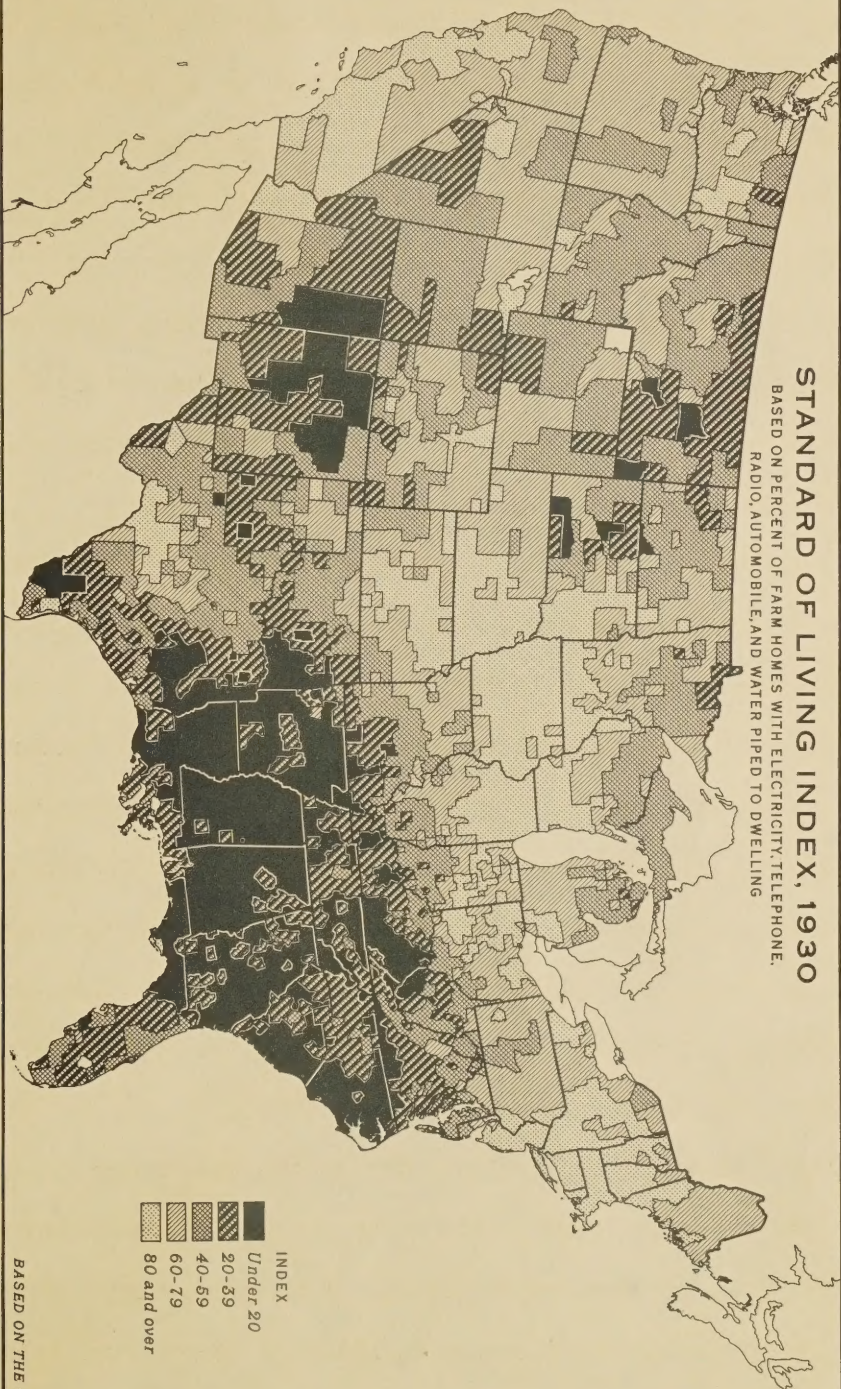 STANDARD OF LIVING INDEX, 1930
BASED ON PERCENT OF FARM HOMES WITH ELECTRICITY, TELEPHONE,
RADIO, AUTOMOBILE, AND WATER PIPED TO DWELLING
INDEX
Under 20
20-39
40-59
60-79
80 and over
BASED ON THE